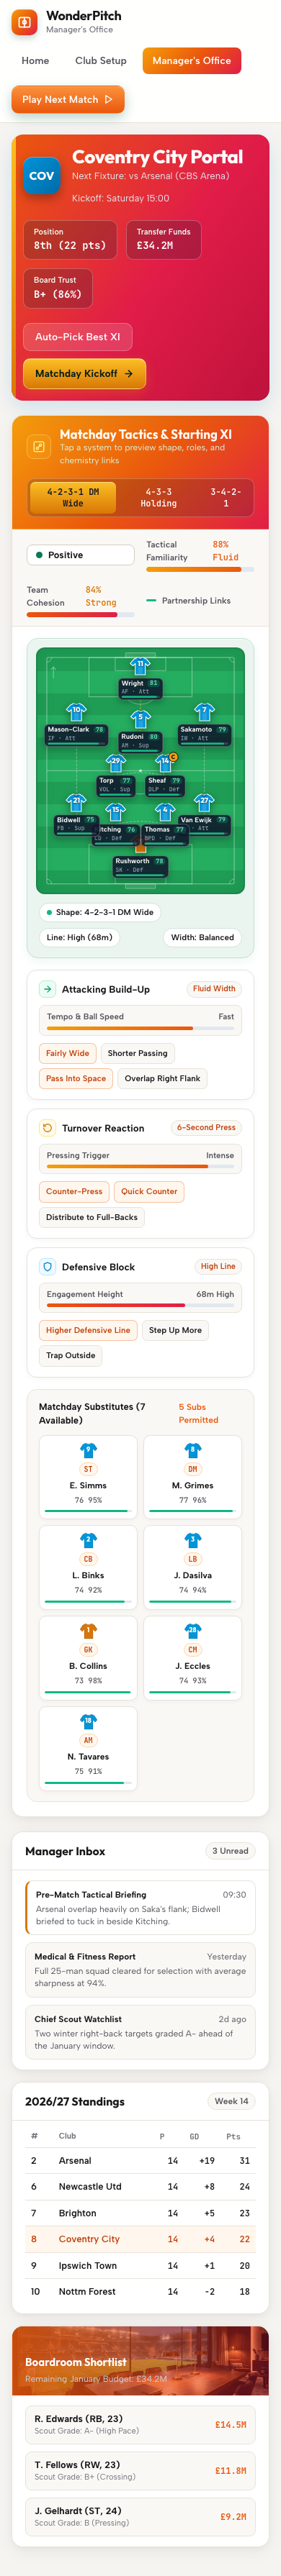 WonderPitch
Manager's Office
Home
Club Setup
Manager's Office
Play Next Match
COV
Coventry City Portal
Next Fixture: vs Arsenal (CBS Arena)
Kickoff: Saturday 15:00
Position
8th (22 pts)
Transfer Funds
£34.2M
Board Trust
B+ (86%)
Auto-Pick Best XI
Matchday Kickoff
Matchday Tactics & Starting XI
Tap a system to preview shape, roles, and
chemistry links
4-2-3-1 DM
Wide
4-3-3
Holding
3-4-2-
1
Positive
Tactical
Familiarity
88%
Fluid
Team
Cohesion
84%
Strong
Partnership Links
11
Wright 81
AF · Att
10
Mason-Clark 78
IF · Att
5
Rudoni 80
AM · Sup
7
Sakamoto 79
IW · Att
29
Torp 77
VOL · Sup
14
C
Sheaf 79
DLP · Def
21
Bidwell 75
FB · Sup
15
Kitching 76
CD · Def
4
Thomas 77
BPD · Def
27
Van Ewijk 79
· Att
Rushworth 78
GK · Def
Shape: 4-2-3-1 DM Wide
Line: High (68m)
Width: Balanced
Attacking Build-Up
Fluid Width
Tempo & Ball Speed
Fast
Fairly Wide
Shorter Passing
Pass Into Space
Overlap Right Flank
Turnover Reaction
6-Second Press
Pressing Trigger
Intense
Counter-Press
Quick Counter
Distribute to Full-Backs
Defensive Block
High Line
Engagement Height
68m High
Higher Defensive Line
Step Up More
Trap Outside
Matchday Substitutes (7
Available)
5 Subs
Permitted
9
ST
E. Simms
76 95%
6
DM
M. Grimes
77 96%
2
CB
L. Binks
74 92%
3
LB
J. Dasilva
74 94%
1
GK
B. Collins
73 98%
28
CM
J. Eccles
74 93%
18
AM
N. Tavares
75 91%
Manager Inbox
3 Unread
Pre-Match Tactical Briefing
09:30
Arsenal overlap heavily on Saka's flank; Bidwell
briefed to tuck in beside Kitching.
Medical & Fitness Report
Yesterday
Full 25-man squad cleared for selection with average
sharpness at 94%.
Chief Scout Watchlist
2d ago
Two winter right-back targets graded A- ahead of
the January window.
2026/27 Standings
Week 14
# Club P GD Pts
2 Arsenal 14 +19 31
6 Newcastle Utd 14 +8 24
7 Brighton 14 +5 23
8 Coventry City 14 +4 22
9 Ipswich Town 14 +1 20
10 Nottm Forest 14 -2 18
Boardroom Shortlist
Remaining January Budget: £34.2M
R. Edwards (RB, 23)
Scout Grade: A- (High Pace)
£14.5M
T. Fellows (RW, 23)
Scout Grade: B+ (Crossing)
£11.8M
J. Gelhardt (ST, 24)
Scout Grade: B (Pressing)
£9.2M